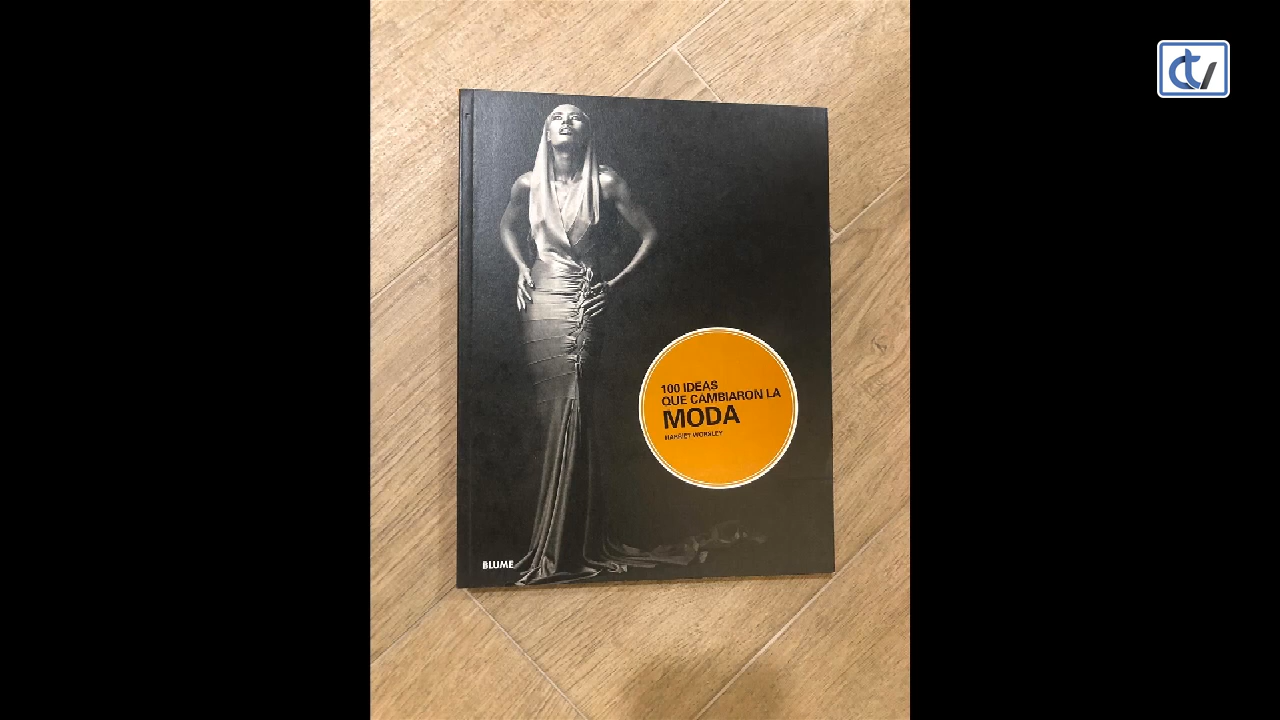 100 IDEAS
QUE CAMBIARON LA
MODA
HARRIET WORSLEY
BLUME